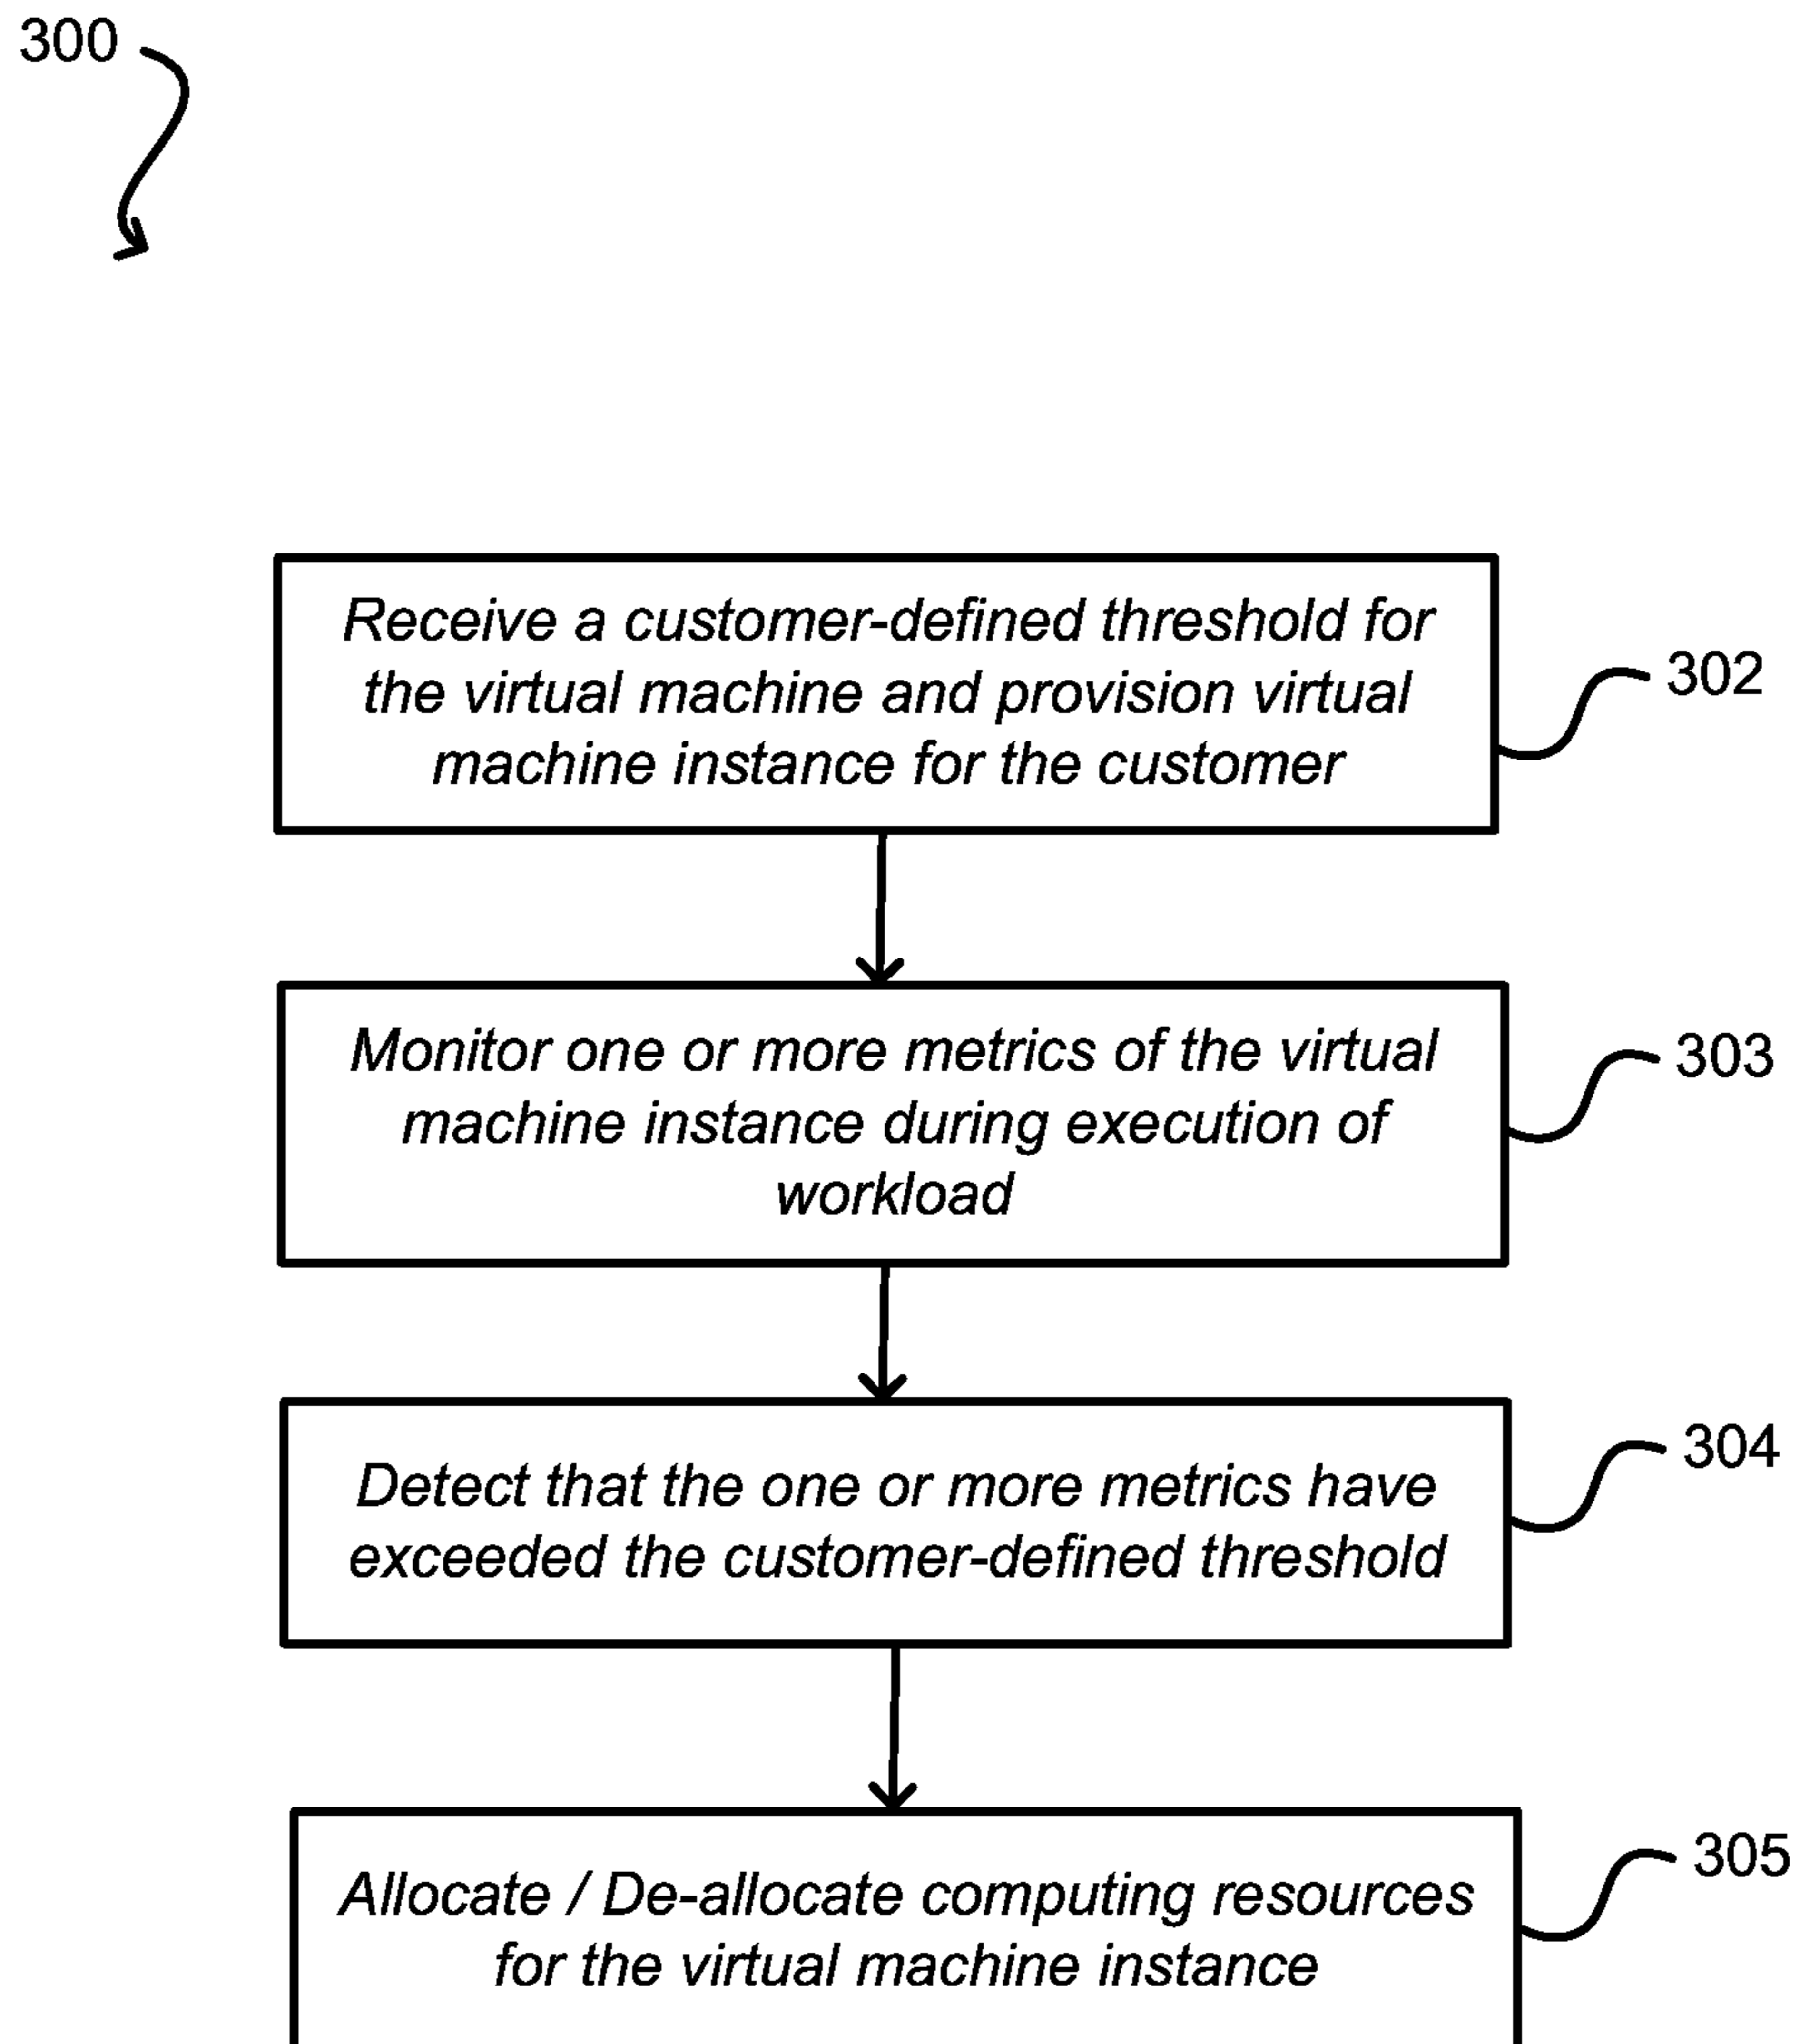 300
Receive a customer-defined threshold for
the virtual machine and provision virtual
machine instance for the customer
302
Monitor one or more metrics of the virtual
machine instance during execution of
workload
303
Detect that the one or more metrics have
exceeded the customer-defined threshold
304
Allocate / De-allocate computing resources
for the virtual machine instance
305